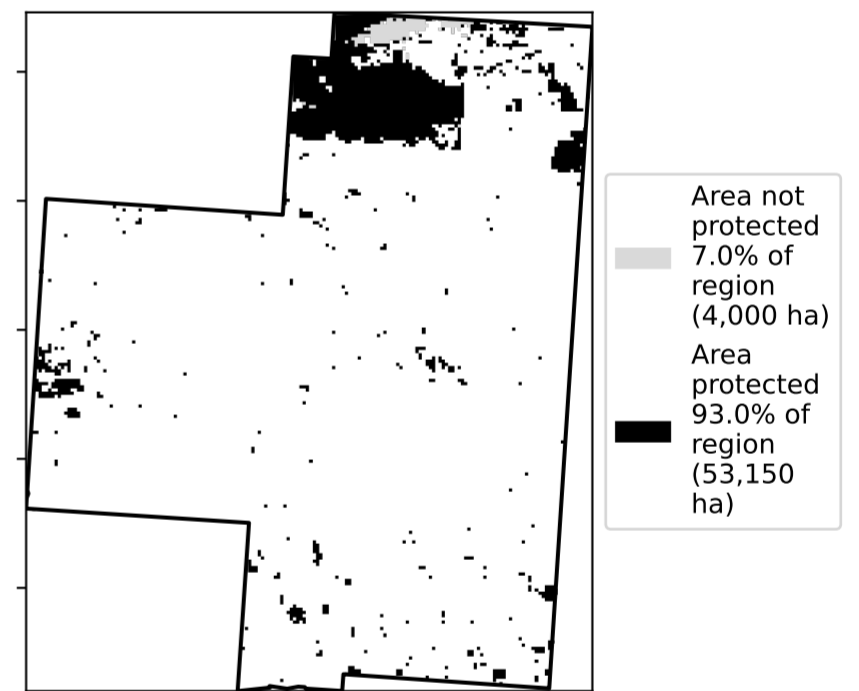 Area not
protected
7.0% of
region
(4,000 ha)
Area
protected
93.0% of
region
(53,150
ha)